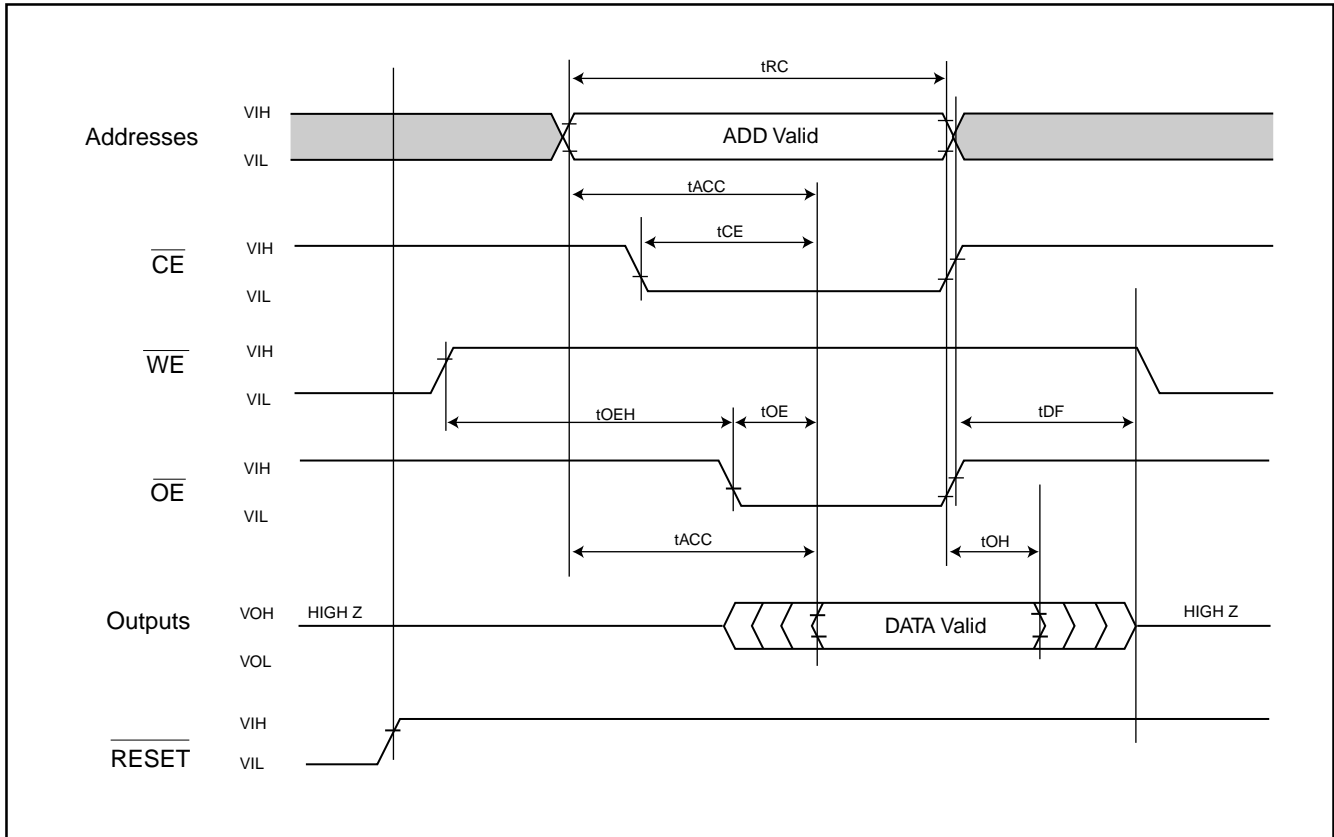 tRC
VIH
Addresses
ADD Valid
VIL
tACC
tCE
VIH
CE
VIL
VIH
WE
VIL
tOEH
tOE
tDF
VIH
OE
VIL
tACC
tOH
VOH
HIGH Z
HIGH Z
Outputs
DATA Valid
VOL
VIH
RESET
VIL